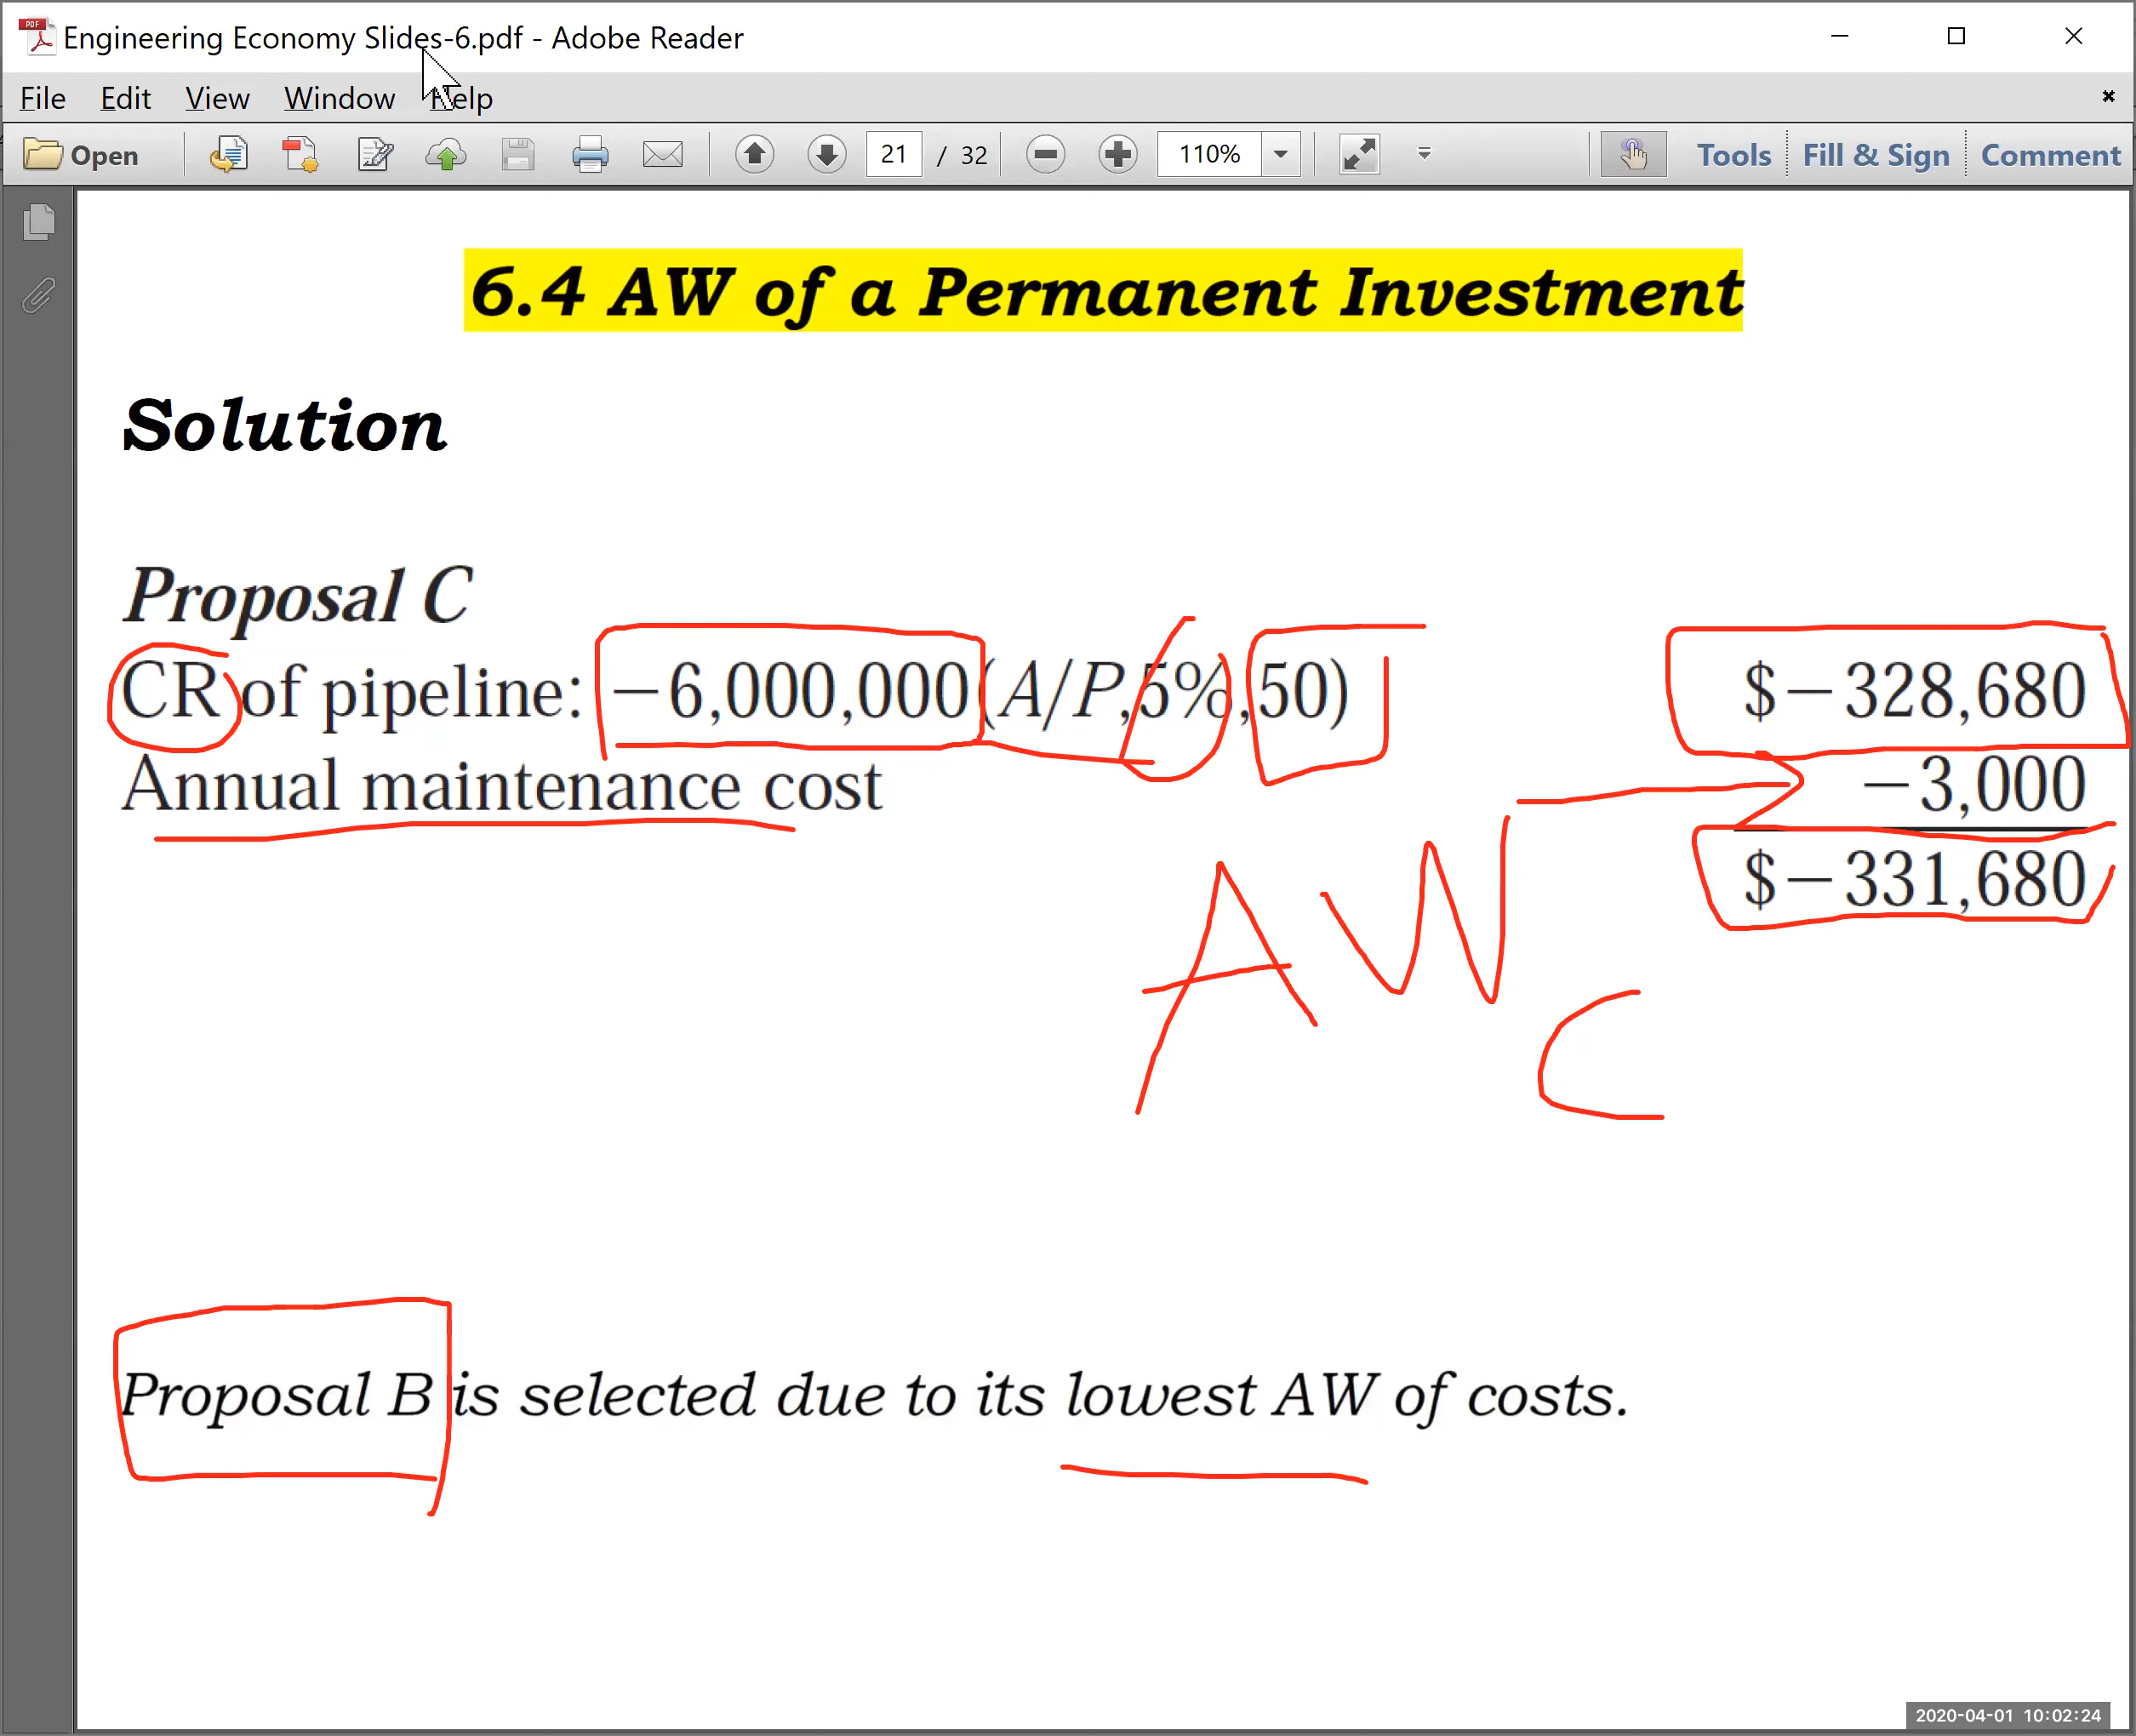 Engineering Economy Slides-6.pdf - Adobe Reader
File Edit View Window Help
Open 21 / 32 110% Tools Fill & Sign Comment
6.4 AW of a Permanent Investment
Solution
Proposal C
CR of pipeline: −6,000,000(A/P,5%,50) $−328,680
Annual maintenance cost −3,000
$−331,680
AW
C
Proposal B is selected due to its lowest AW of costs.
2020-04-01 10:02:24